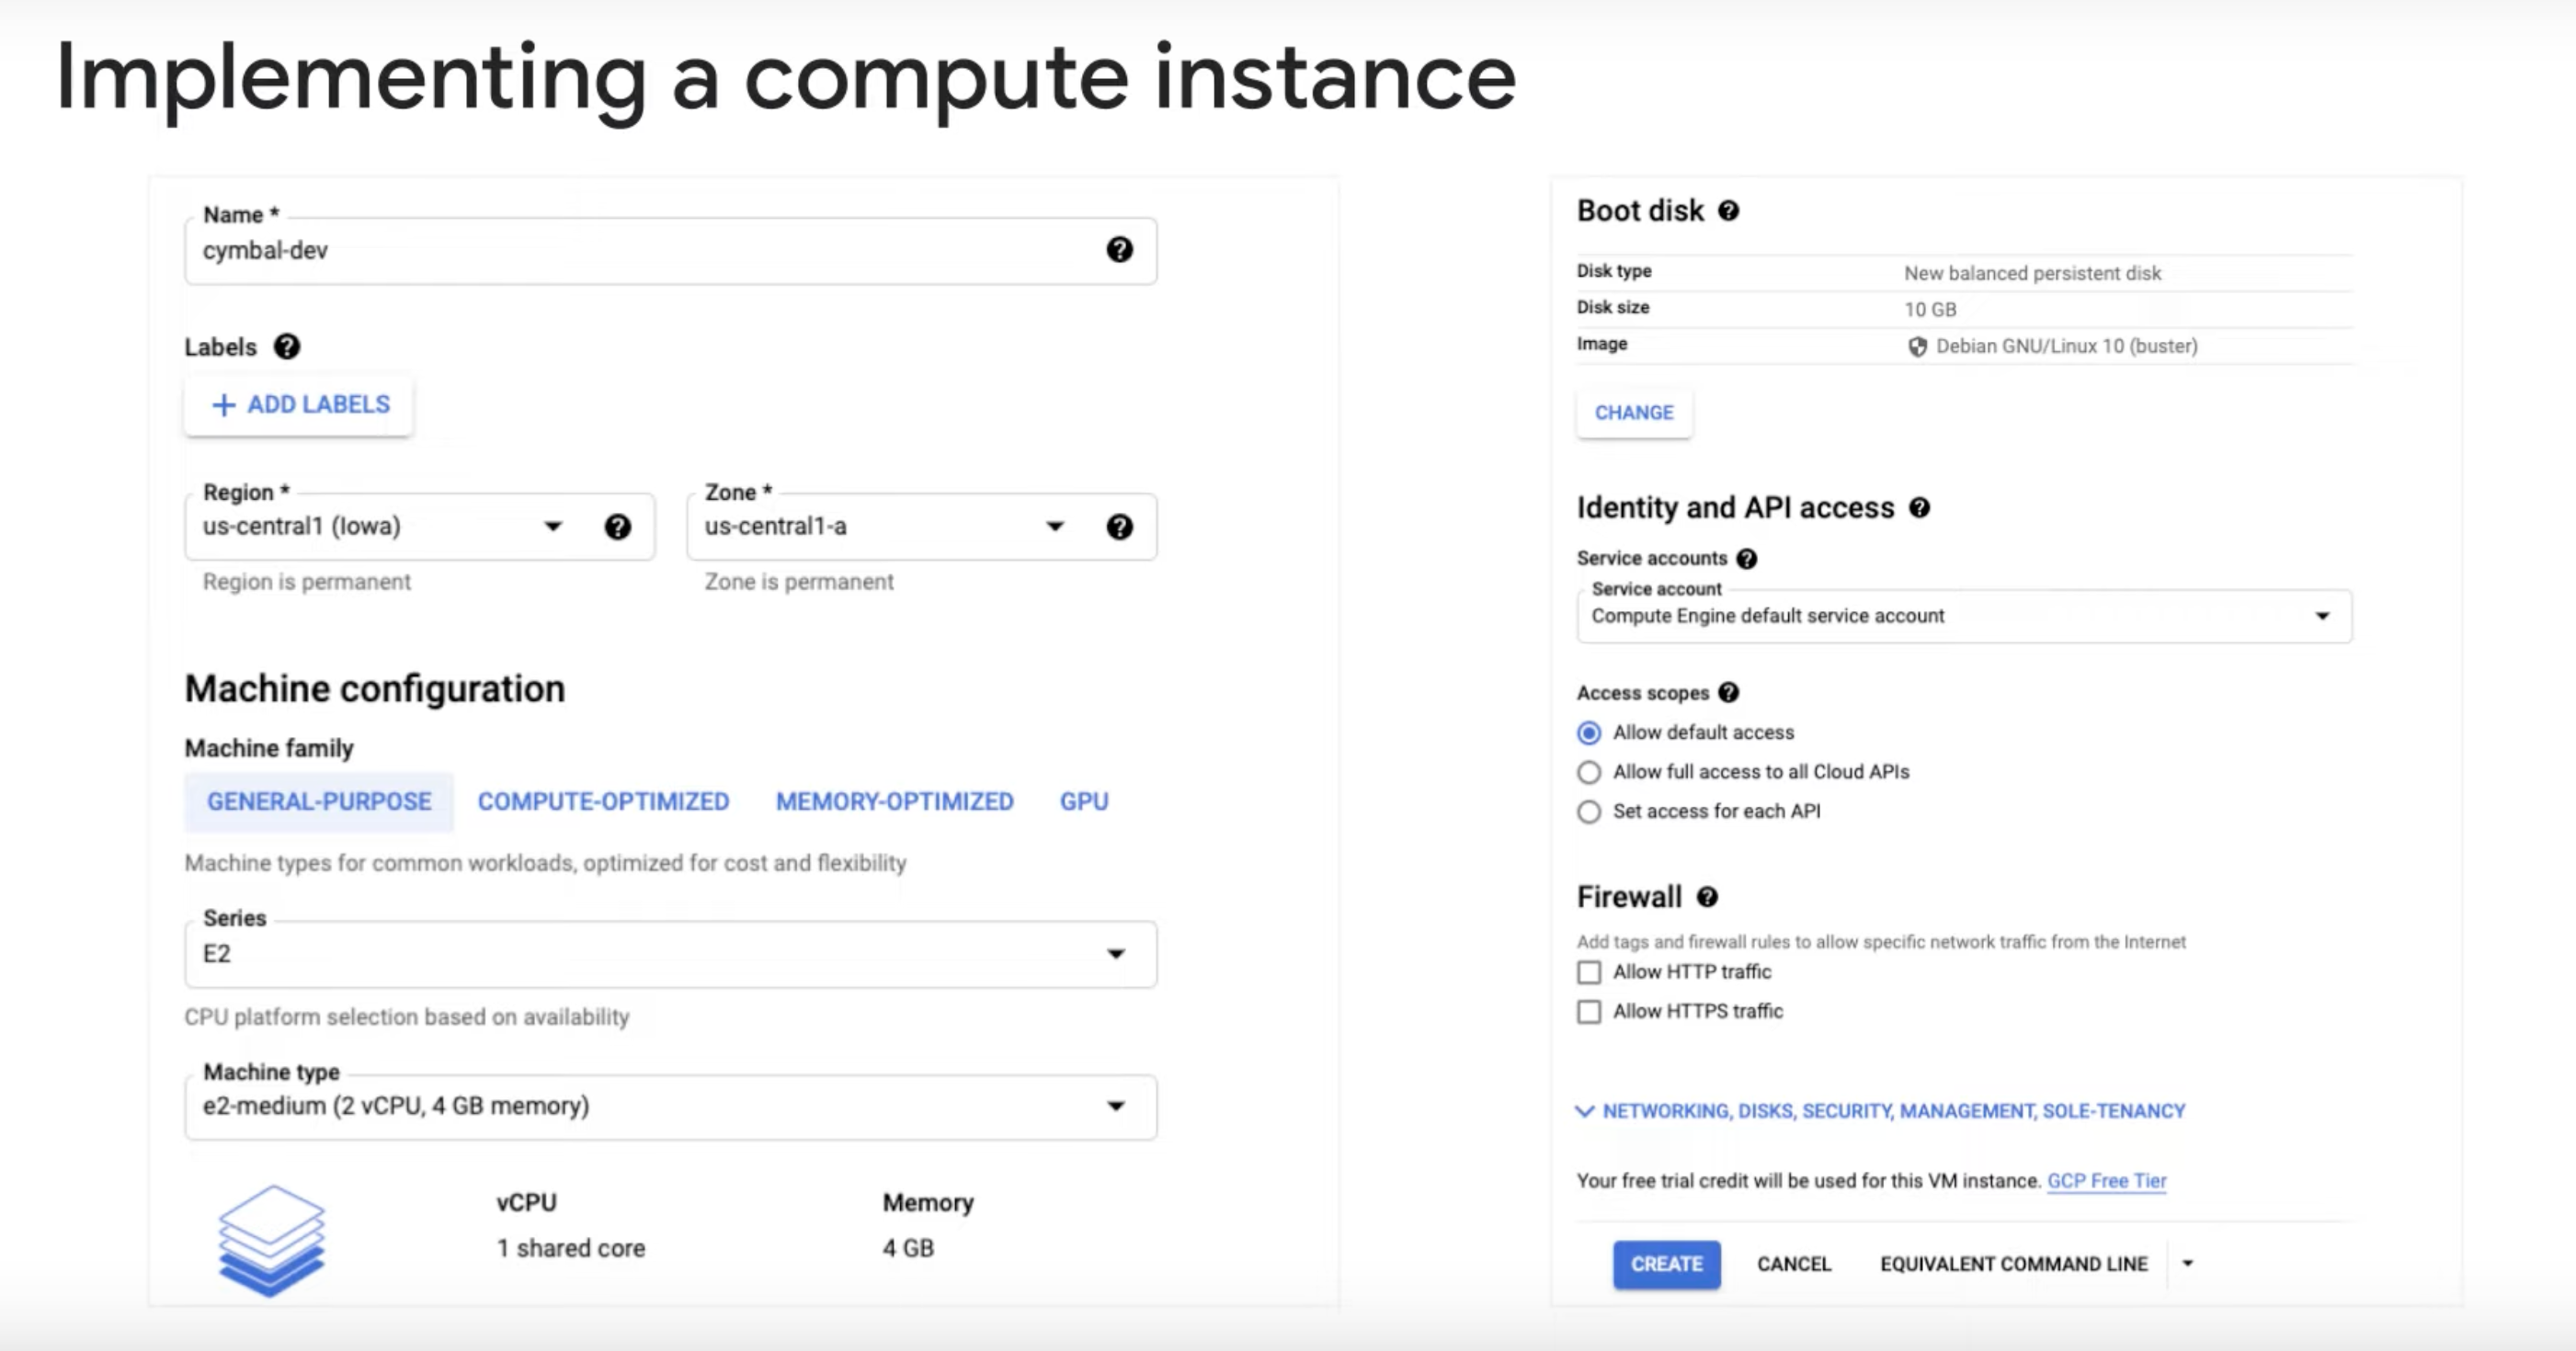 Implementing a compute instance
Name *
cymbal-dev
Labels
+ ADD LABELS
Region *
us-central1 (Iowa)
Region is permanent
Zone *
us-central1-a
Zone is permanent
Machine configuration
Machine family
GENERAL-PURPOSE COMPUTE-OPTIMIZED MEMORY-OPTIMIZED GPU
Machine types for common workloads, optimized for cost and flexibility
Series
E2
CPU platform selection based on availability
Machine type
e2-medium (2 vCPU, 4 GB memory)
vCPU Memory
1 shared core 4 GB
Boot disk
Disk type New balanced persistent disk
Disk size 10 GB
Image Debian GNU/Linux 10 (buster)
CHANGE
Identity and API access
Service accounts
Service account
Compute Engine default service account
Access scopes
Allow default access
Allow full access to all Cloud APIs
Set access for each API
Firewall
Add tags and firewall rules to allow specific network traffic from the Internet
Allow HTTP traffic
Allow HTTPS traffic
NETWORKING, DISKS, SECURITY, MANAGEMENT, SOLE-TENANCY
Your free trial credit will be used for this VM instance. GCP Free Tier
CREATE CANCEL EQUIVALENT COMMAND LINE